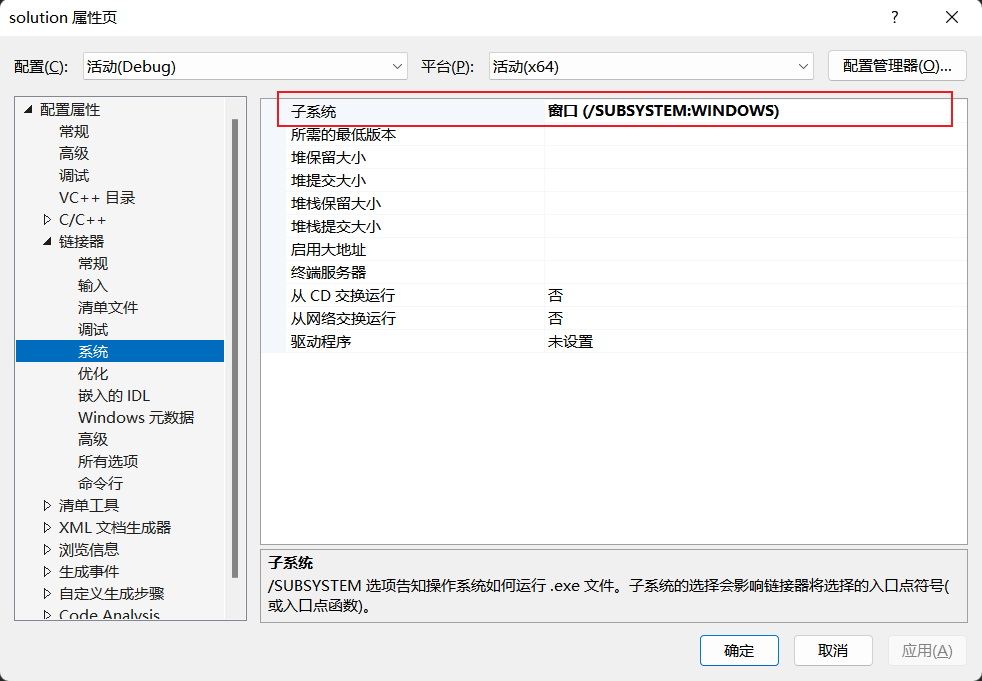 solution 属性页
?
配置(C):
活动(Debug)
平台(P):
活动(x64)
配置管理器(O)...
配置属性
常规
高级
调试
VC++ 目录
C/C++
链接器
常规
输入
清单文件
调试
系统
优化
嵌入的 IDL
Windows 元数据
高级
所有选项
命令行
清单工具
XML 文档生成器
浏览信息
生成事件
自定义生成步骤
Code Analysis
子系统 窗口 (/SUBSYSTEM:WINDOWS)
所需的最低版本
堆保留大小
堆提交大小
堆栈保留大小
堆栈提交大小
启用大地址
终端服务器
从 CD 交换运行 否
从网络交换运行 否
驱动程序 未设置
子系统
/SUBSYSTEM 选项告知操作系统如何运行 .exe 文件。子系统的选择会影响链接器将选择的入口点符号(
或入口点函数)。
确定
取消
应用(A)